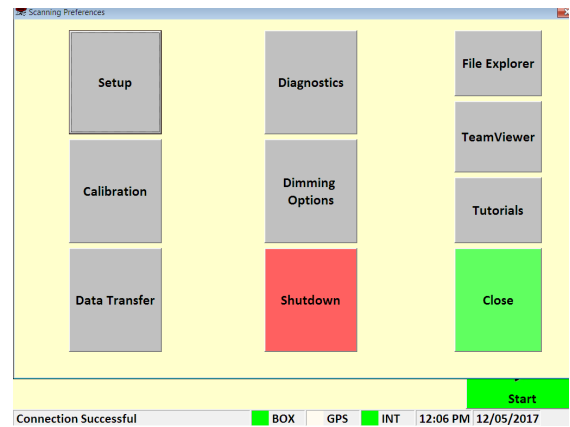 Scanning Preferences
Setup
Diagnostics
File Explorer
TeamViewer
Calibration
Dimming
Options
Tutorials
Data Transfer
Shutdown
Close
Start
Connection Successful BOX GPS INT 12:06 PM 12/05/2017